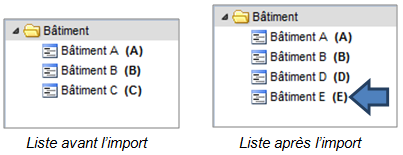 Bâtiment
Bâtiment A (A)
Bâtiment B (B)
Bâtiment C (C)
Liste avant l'import
Bâtiment
Bâtiment A (A)
Bâtiment B (B)
Bâtiment D (D)
Bâtiment E (E)
Liste après l'import